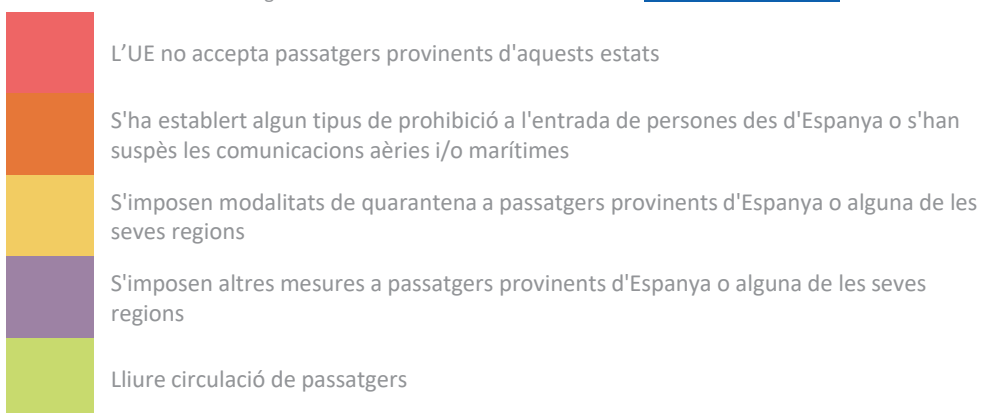 L’UE no accepta passatgers provinents d'aquests estats
S'ha establert algun tipus de prohibició a l'entrada de persones des d'Espanya o s'han
suspès les comunicacions aèries i/o marítimes
S'imposen modalitats de quarantena a passatgers provinents d'Espanya o alguna de les
seves regions
S'imposen altres mesures a passatgers provinents d'Espanya o alguna de les seves
regions
Lliure circulació de passatgers